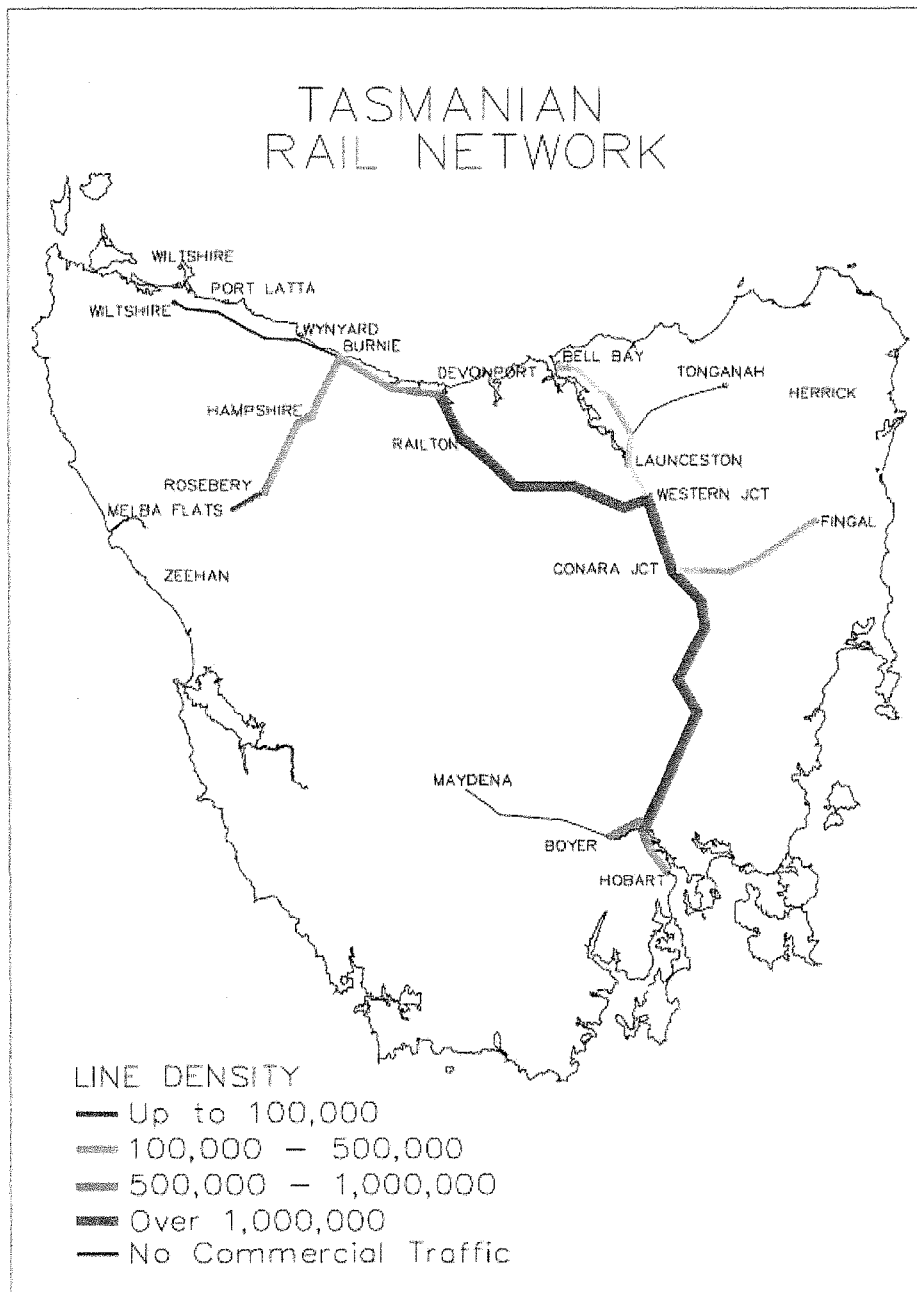 TASMANIAN
RAIL NETWORK
WILTSHIRE
PORT LATTA
WILTSHIRE
WYNYARD
BURNIE
DEVONPORT
BELL BAY
TONGANAH
HERRICK
HAMPSHIRE
RAILTON
LAUNCESTON
ROSEBERY
WESTERN JCT
MELBA FLATS
FINGAL
CONARA JCT
ZEEHAN
MAYDENA
BOYER
HOBART
LINE DENSITY
Up to 100,000
100,000 – 500,000
500,000 – 1,000,000
Over 1,000,000
No Commercial Traffic